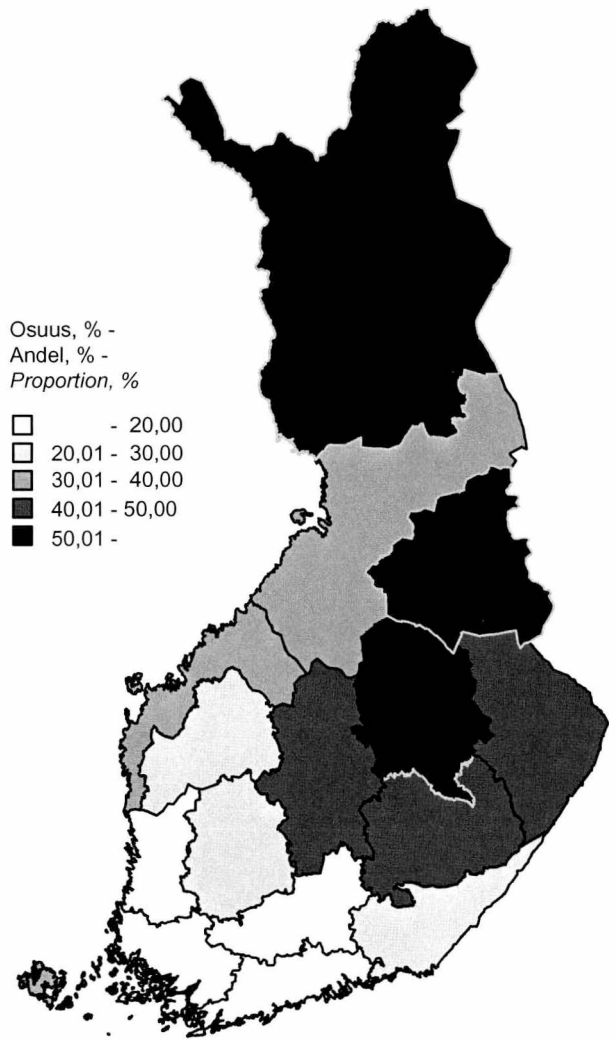 Osuus, % -
Andel, % -
Proportion, %
- 20,00
20,01 - 30,00
30,01 - 40,00
40,01 - 50,00
50,01 -